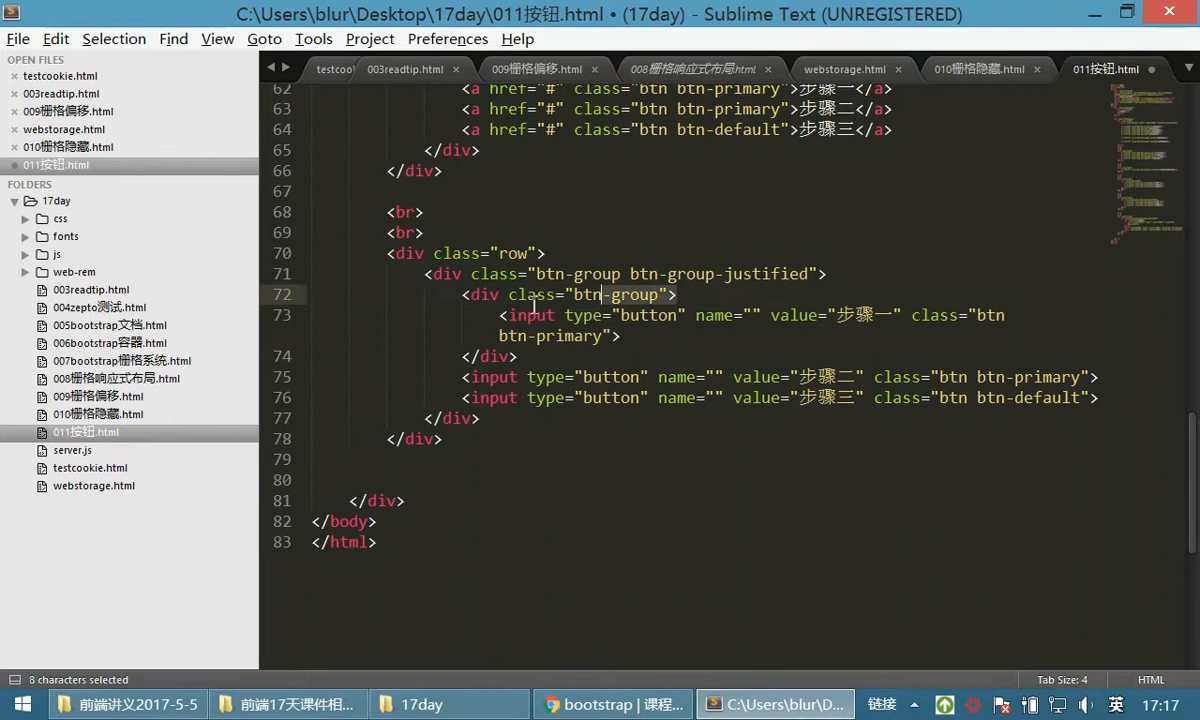 C:\Users\blur\Desktop\17day\011按钮.html • (17day) - Sublime Text (UNREGISTERED)
File Edit Selection Find View Goto Tools Project Preferences Help
OPEN FILES
testcookie.html
003readtip.html
009栅格偏移.html
webstorage.html
010栅格隐藏.html
011按钮.html
FOLDERS
17day
css
fonts
js
web-rem
003readtip.html
004zepto测试.html
005bootstrap文档.html
006bootstrap容器.html
007bootstrap栅格系统.html
008栅格响应式布局.html
009栅格偏移.html
010栅格隐藏.html
011按钮.html
server.js
testcookie.html
webstorage.html
testcoo 003readtip.html 009栅格偏移.html 008栅格响应式布局.html webstorage.html 010栅格隐藏.html 011按钮.html
62 <a href="#" class="btn btn-primary">步骤一</a>
63 <a href="#" class="btn btn-primary">步骤二</a>
64 <a href="#" class="btn btn-default">步骤三</a>
65 </div>
66 </div>
67
68 <br>
69 <br>
70 <div class="row">
71 <div class="btn-group btn-group-justified">
72 <div class="btn-group">
73 <input type="button" name="" value="步骤一" class="btn
btn-primary">
74 </div>
75 <input type="button" name="" value="步骤二" class="btn btn-primary">
76 <input type="button" name="" value="步骤三" class="btn btn-default">
77 </div>
78 </div>
79
80
81 </div>
82 </body>
83 </html>
8 characters selected Tab Size: 4 HTML
前端讲义2017-5-5 前端17天课件相... 17day bootstrap | 课程... C:\Users\blur\D... 链接 英 17:17